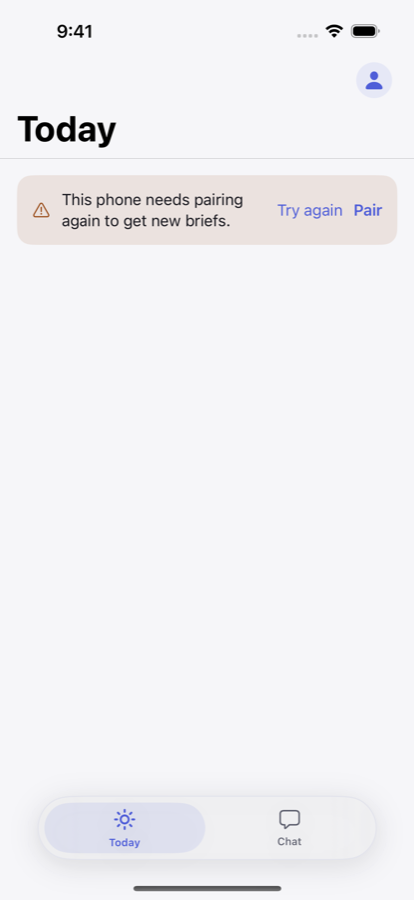 9:41
Today
This phone needs pairing
again to get new briefs.
Try again Pair
Today
Chat